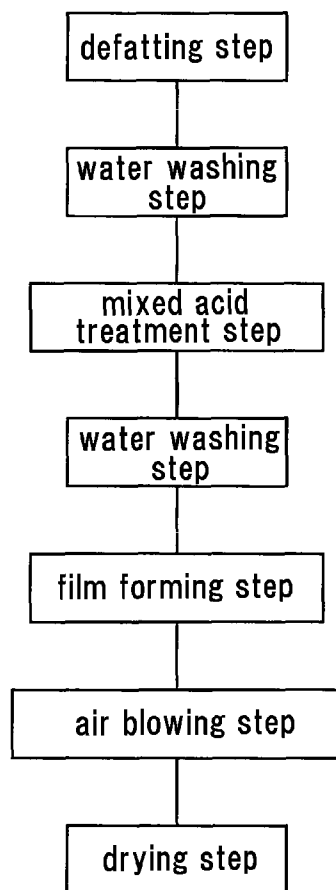 defatting step
water washing
step
mixed acid
treatment step
water washing
step
film forming step
air blowing step
drying step